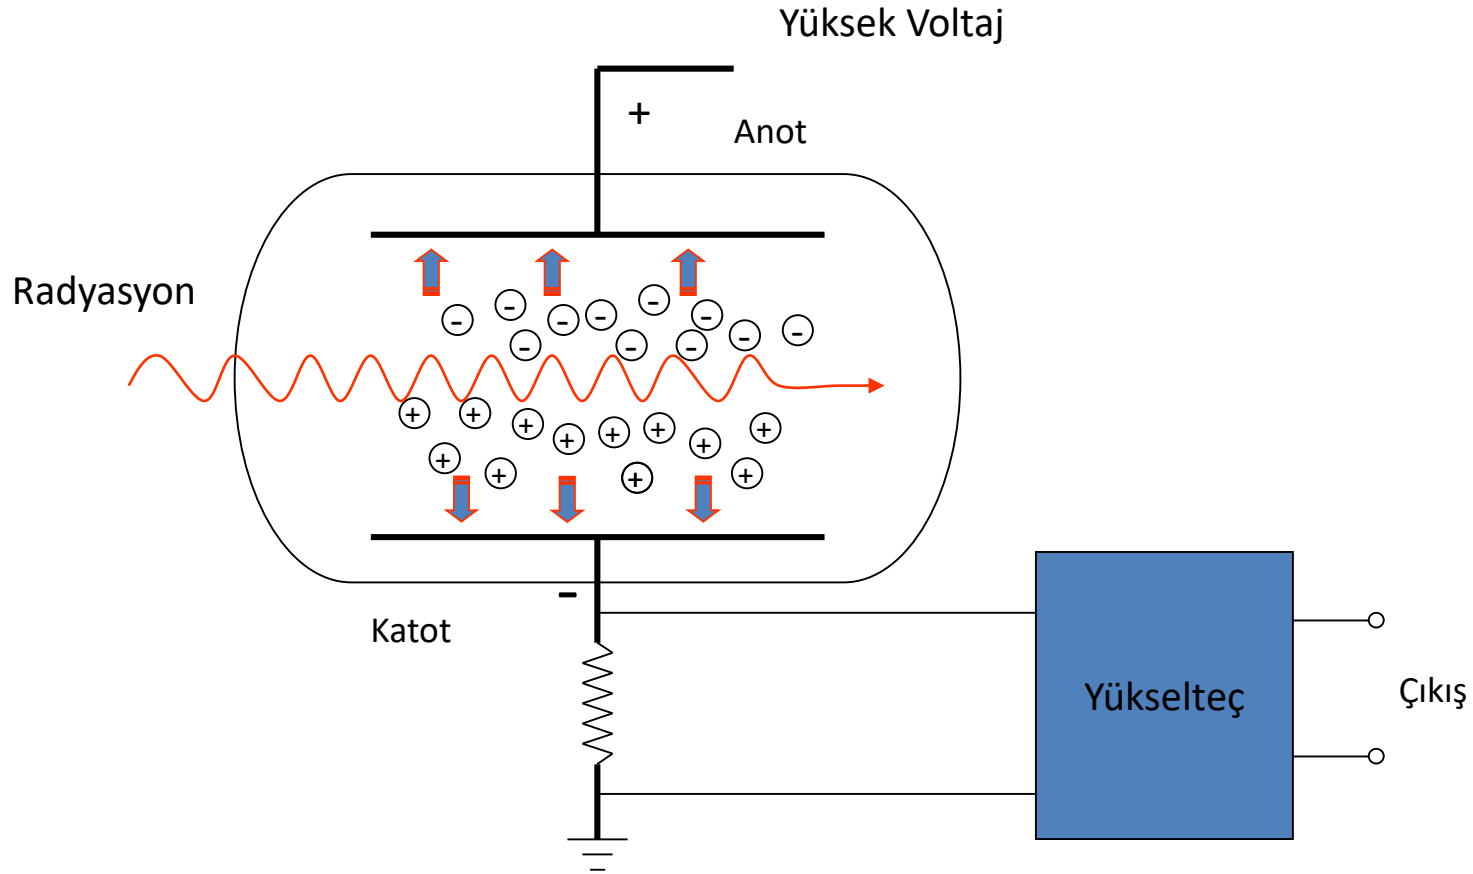 Yüksek Voltaj
+
Anot
Radyasyon
- - - - - - - - - - -
+ + + + + + + + + + + +
-
Katot
Yükselteç
Çıkış